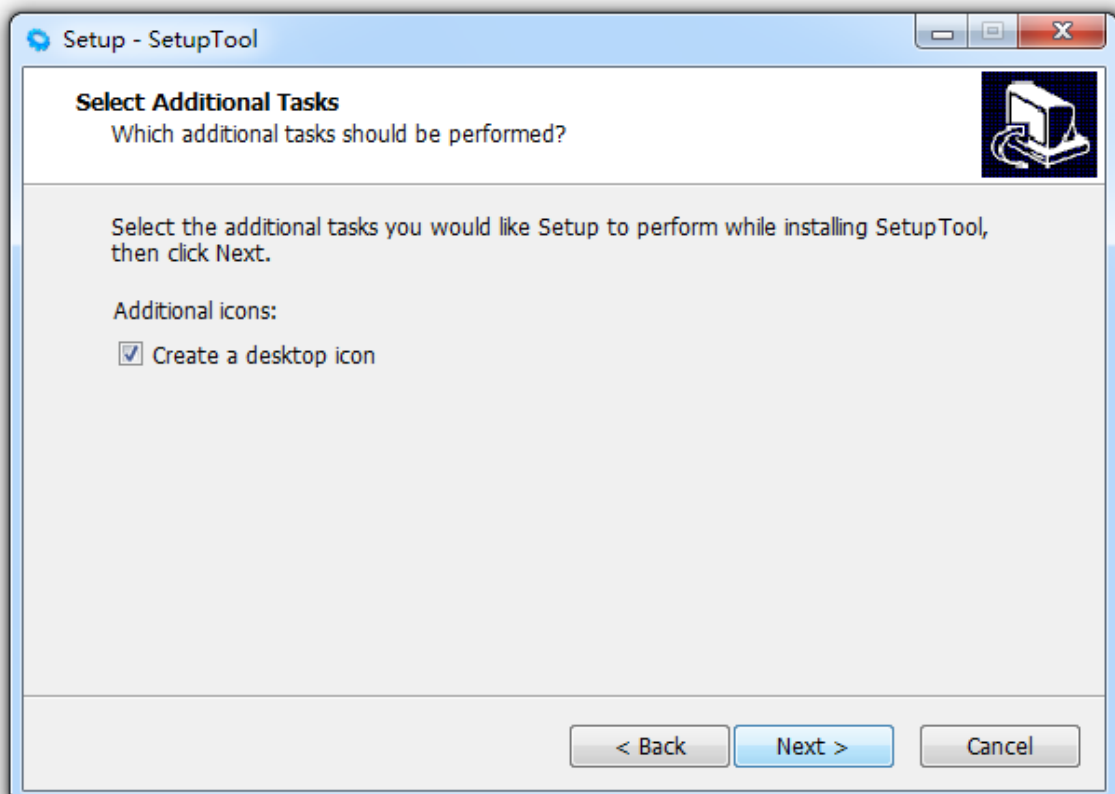 Setup - SetupTool
Select Additional Tasks
Which additional tasks should be performed?
Select the additional tasks you would like Setup to perform while installing SetupTool,
then click Next.
Additional icons:
Create a desktop icon
< Back
Next >
Cancel